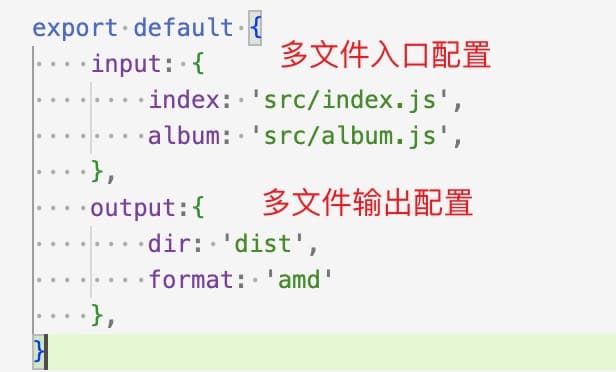 export default {
input: { 多文件入口配置
index: 'src/index.js',
album: 'src/album.js',
},
output:{ 多文件输出配置
dir: 'dist',
format: 'amd'
},
}